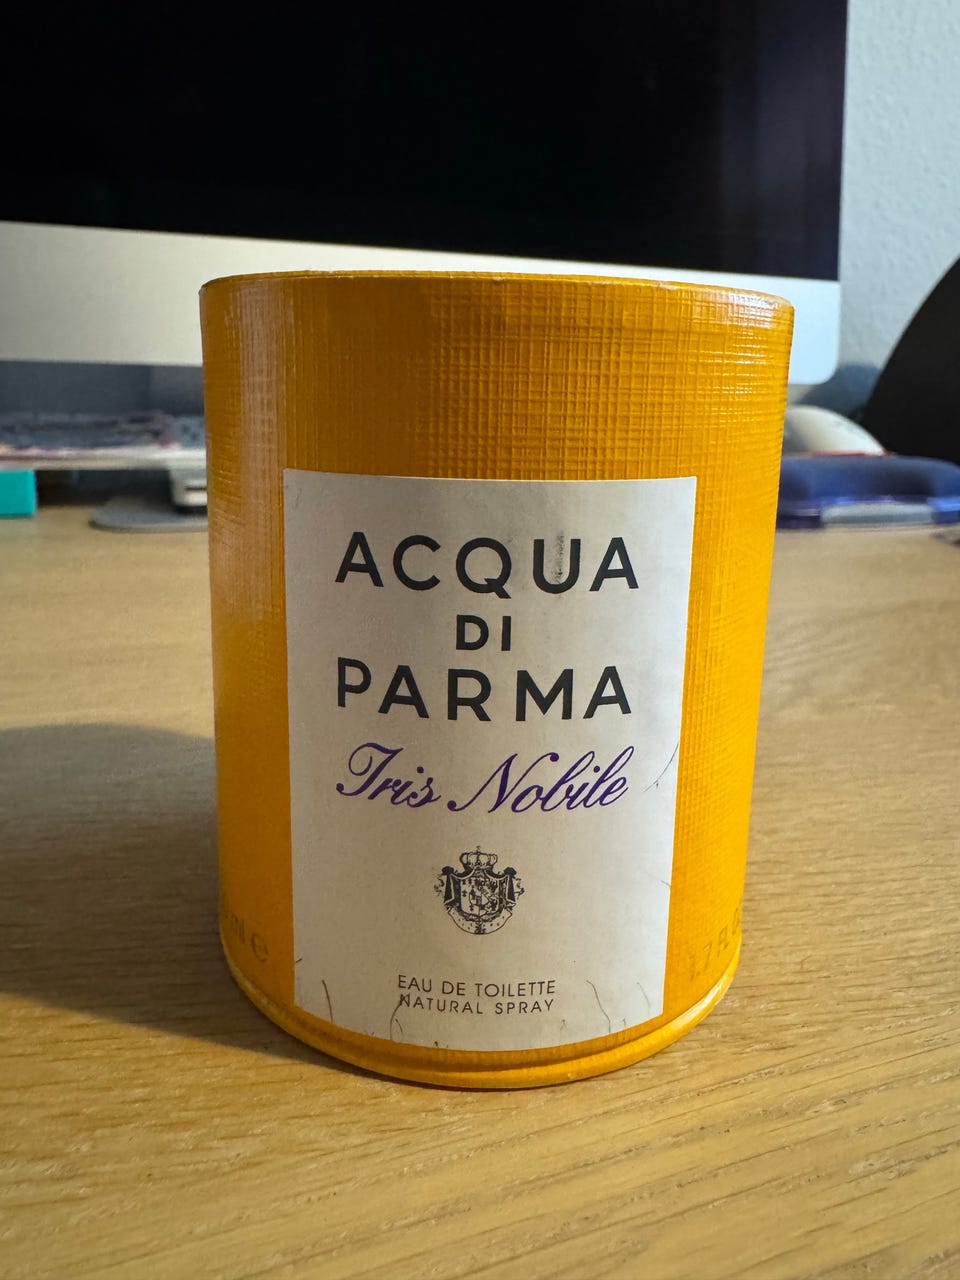 ACQUA
DI
PARMA
Iris Nobile
EAU DE TOILETTE
NATURAL SPRAY